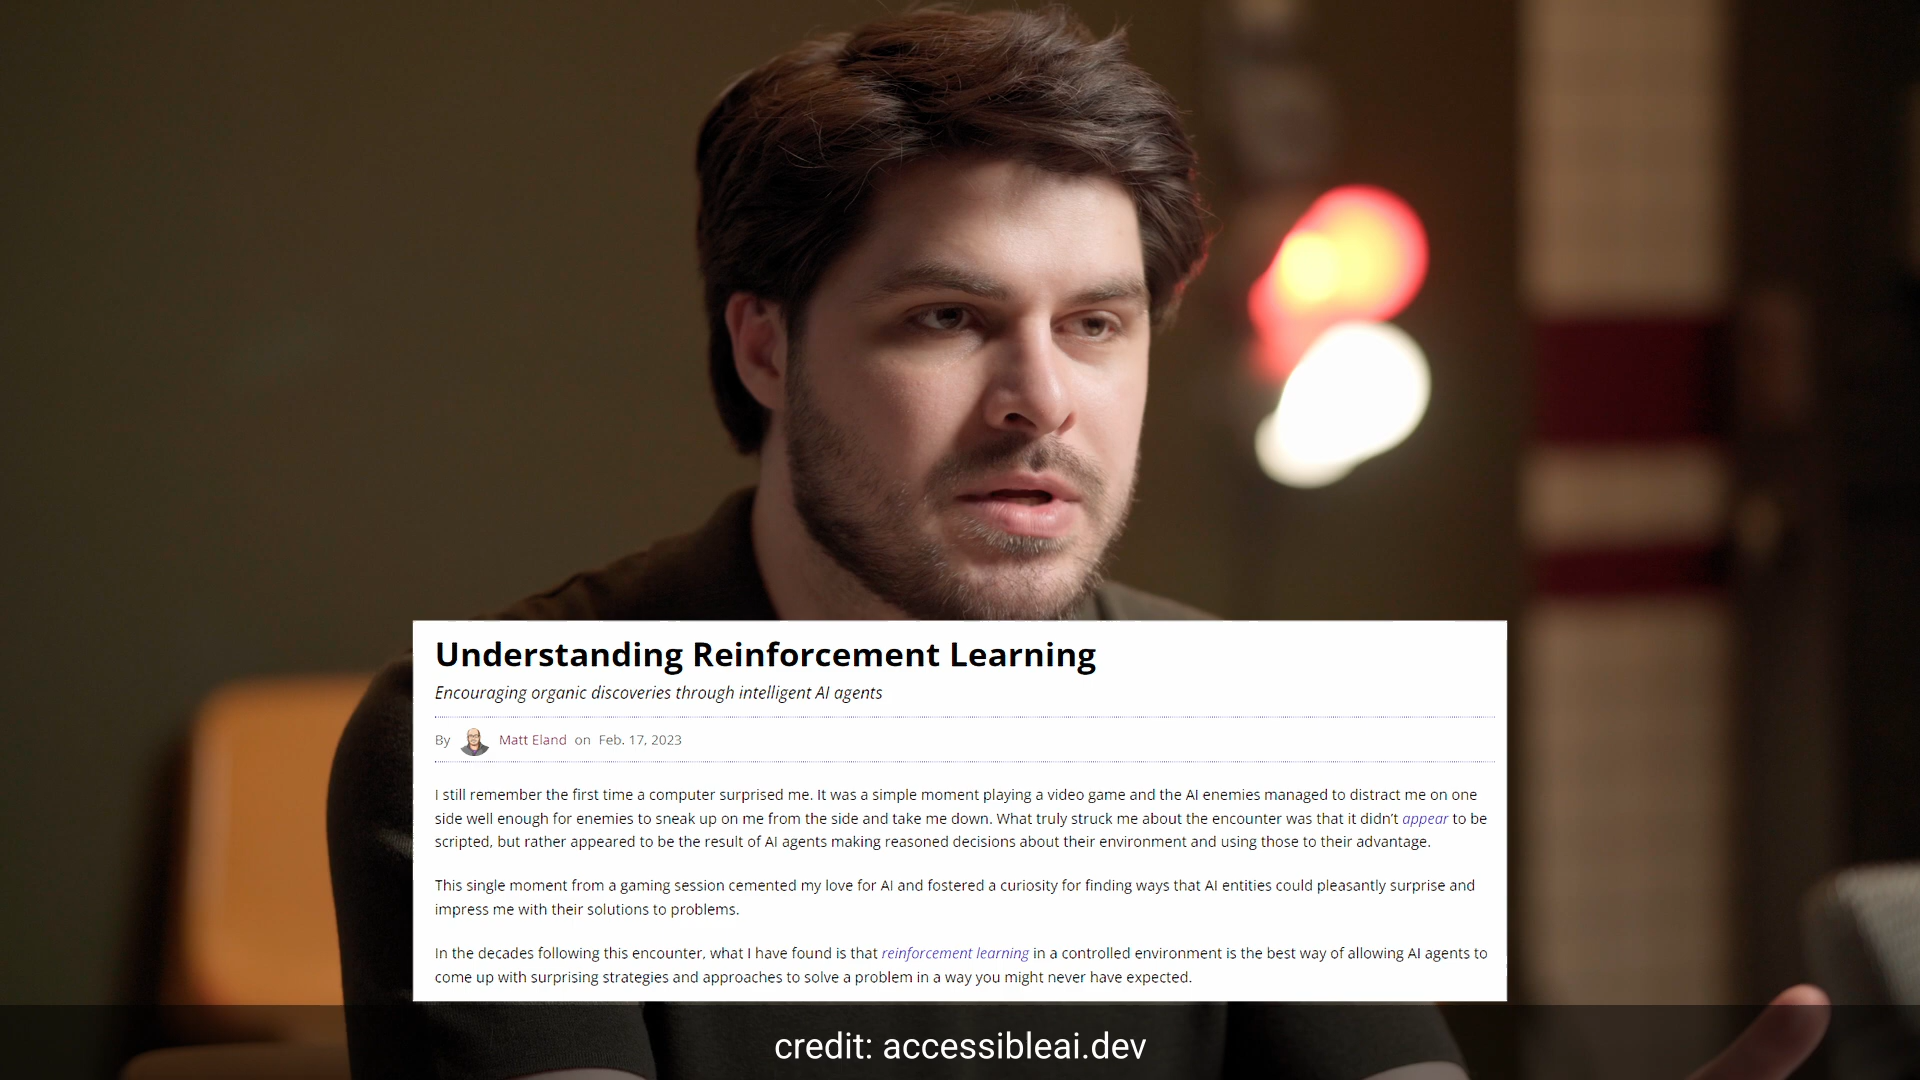 Understanding Reinforcement Learning
Encouraging organic discoveries through intelligent AI agents
By Matt Eland on Feb. 17, 2023
I still remember the first time a computer surprised me. It was a simple moment playing a video game and the AI enemies managed to distract me on one
side well enough for enemies to sneak up on me from the side and take me down. What truly struck me about the encounter was that it didn’t appear to be
scripted, but rather appeared to be the result of AI agents making reasoned decisions about their environment and using those to their advantage.
This single moment from a gaming session cemented my love for AI and fostered a curiosity for finding ways that AI entities could pleasantly surprise and
impress me with their solutions to problems.
In the decades following this encounter, what I have found is that reinforcement learning in a controlled environment is the best way of allowing AI agents to
come up with surprising strategies and approaches to solve a problem in a way you might never have expected.
credit: accessibleai.dev